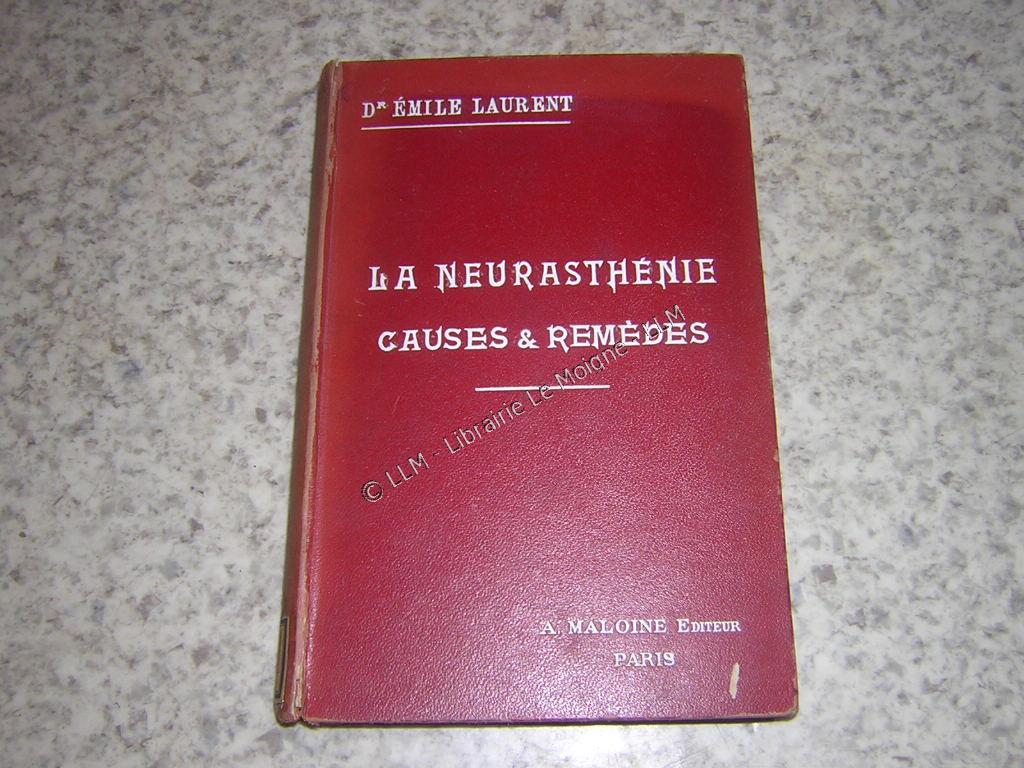 DR ÉMILE LAURENT
LA NEURASTHÉNIE
CAUSES & REMÈDES
© LLM - Librairie Le Moigne - LLM
A. MALOINE EDITEUR
PARIS